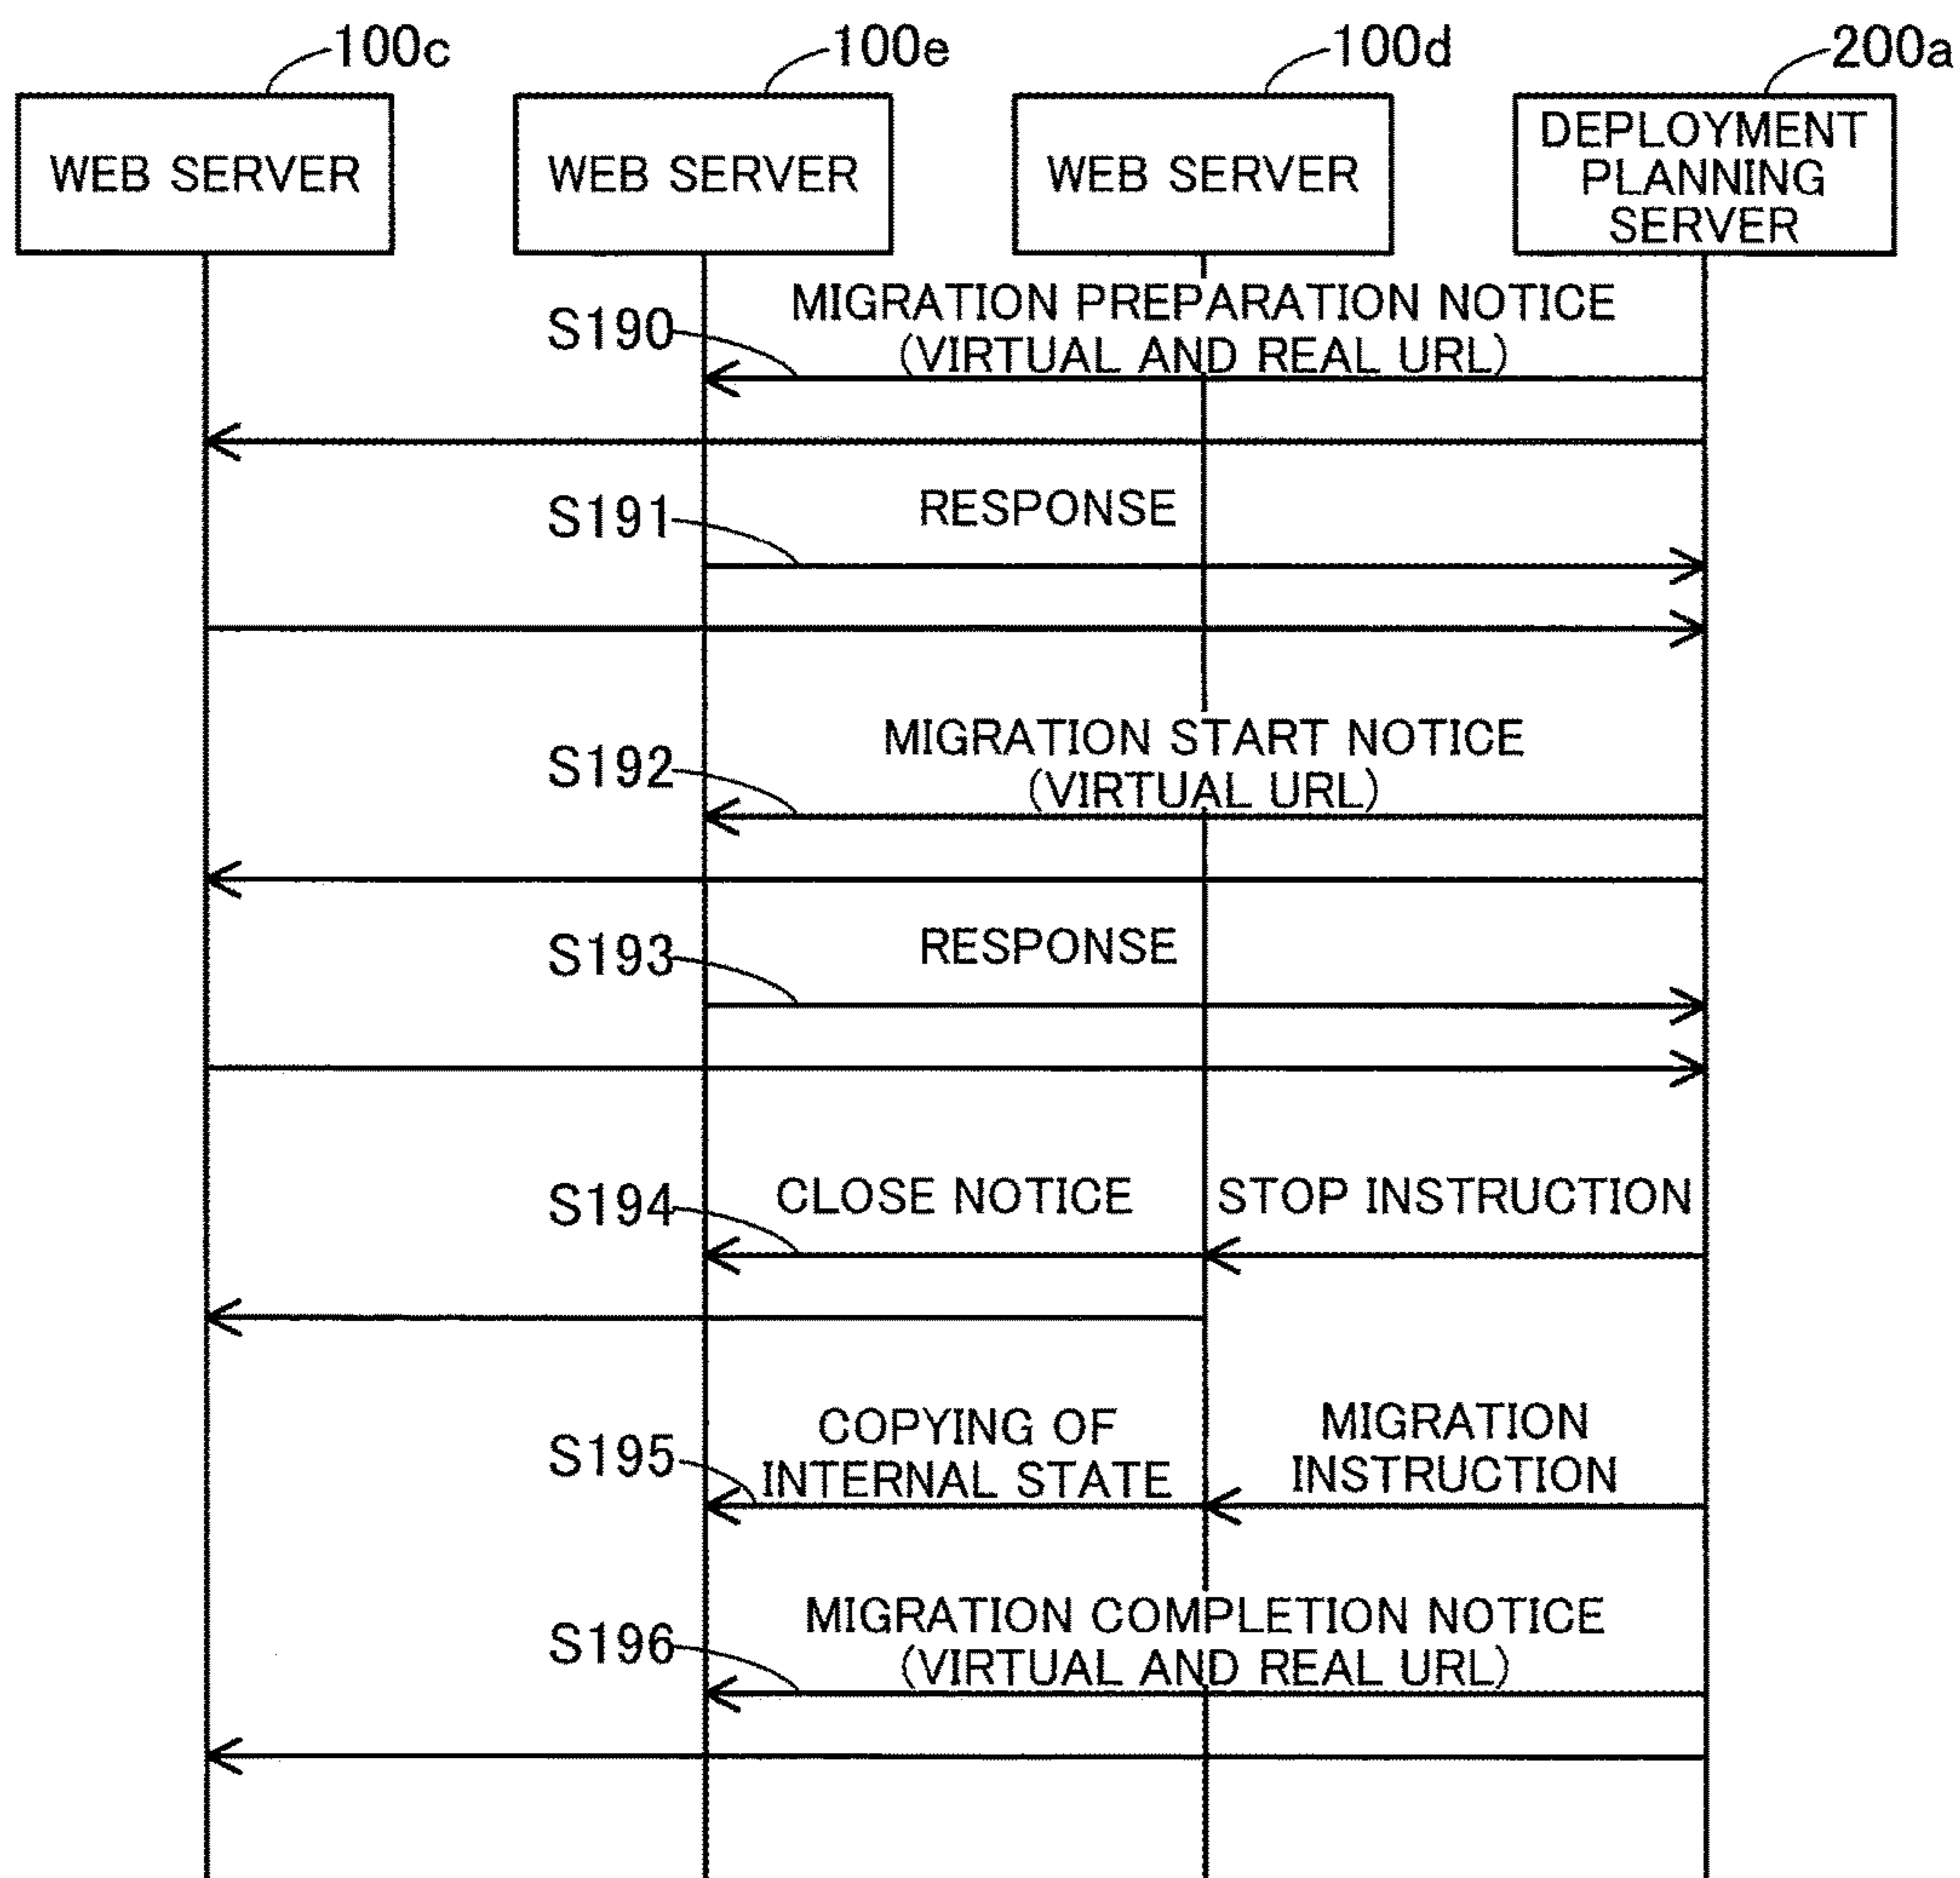 100c
100e
100d
200a
WEB SERVER
WEB SERVER
WEB SERVER
DEPLOYMENT
PLANNING
SERVER
MIGRATION PREPARATION NOTICE
(VIRTUAL AND REAL URL)
S190
RESPONSE
S191
MIGRATION START NOTICE
(VIRTUAL URL)
S192
RESPONSE
S193
CLOSE NOTICE
STOP INSTRUCTION
S194
COPYING OF
INTERNAL STATE
MIGRATION
INSTRUCTION
S195
MIGRATION COMPLETION NOTICE
(VIRTUAL AND REAL URL)
S196